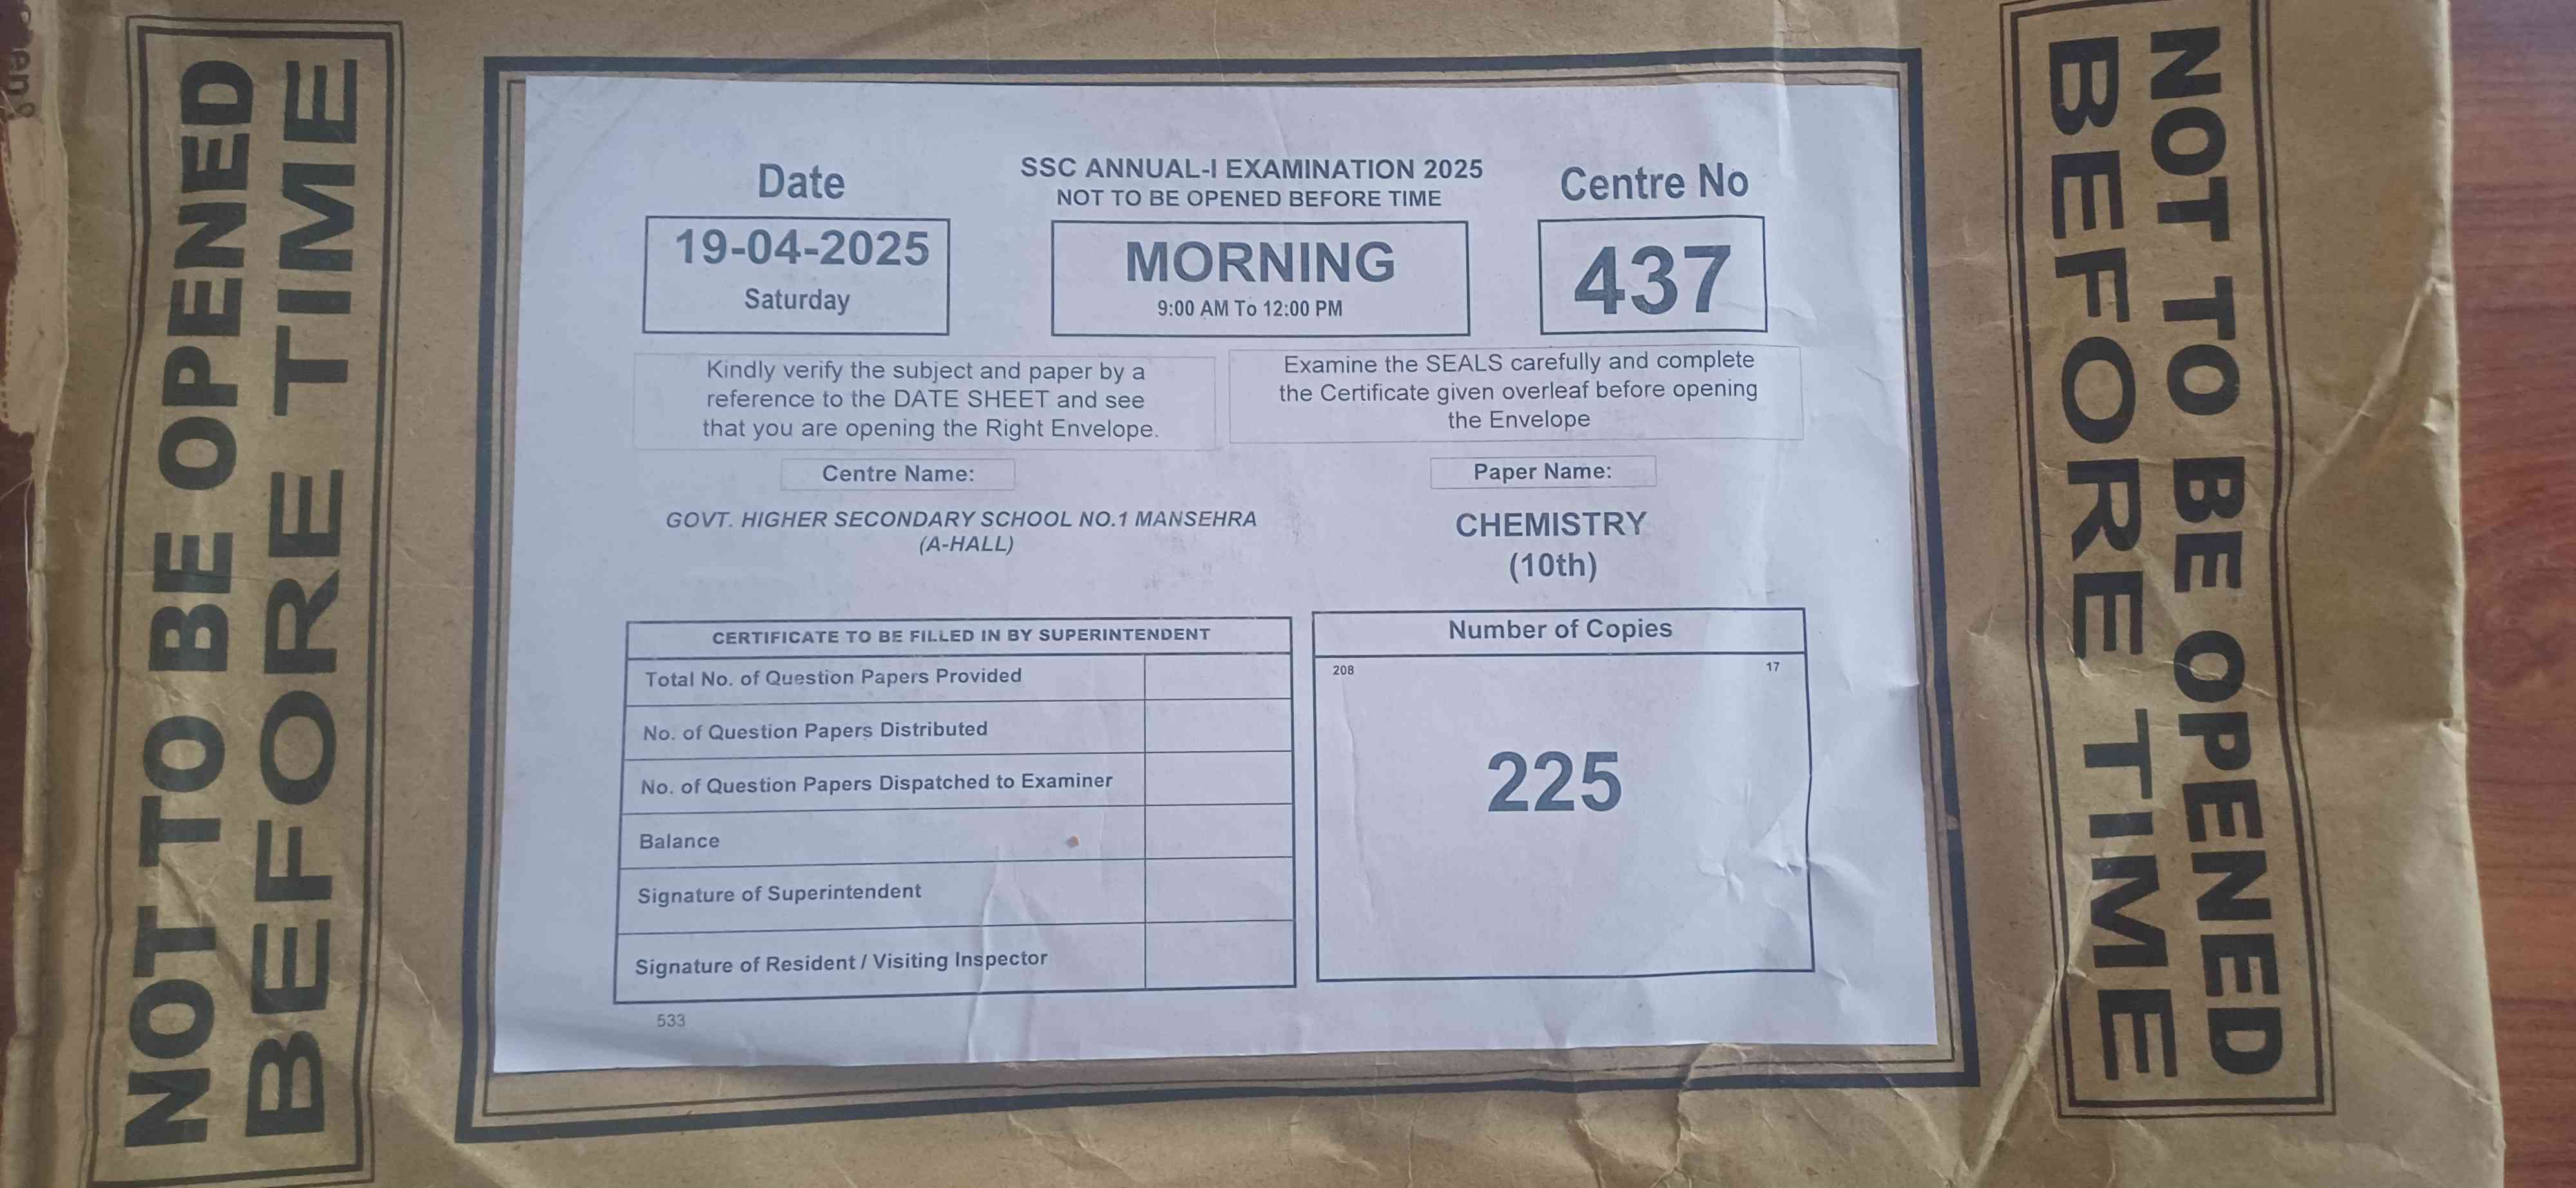 NOT TO BE OPENED
BEFORE TIME
Date
19-04-2025
Saturday
SSC ANNUAL-I EXAMINATION 2025
NOT TO BE OPENED BEFORE TIME
MORNING
9:00 AM To 12:00 PM
Centre No
437
Kindly verify the subject and paper by a
reference to the DATE SHEET and see
that you are opening the Right Envelope.
Examine the SEALS carefully and complete
the Certificate given overleaf before opening
the Envelope
Centre Name:
GOVT. HIGHER SECONDARY SCHOOL NO.1 MANSEHRA
(A-HALL)
Paper Name:
CHEMISTRY
(10th)
CERTIFICATE TO BE FILLED IN BY SUPERINTENDENT
Total No. of Question Papers Provided
No. of Question Papers Distributed
No. of Question Papers Dispatched to Examiner
Balance
Signature of Superintendent
Signature of Resident / Visiting Inspector
Number of Copies
208
17
225
533
NOT TO BE OPENED
BEFORE TIME